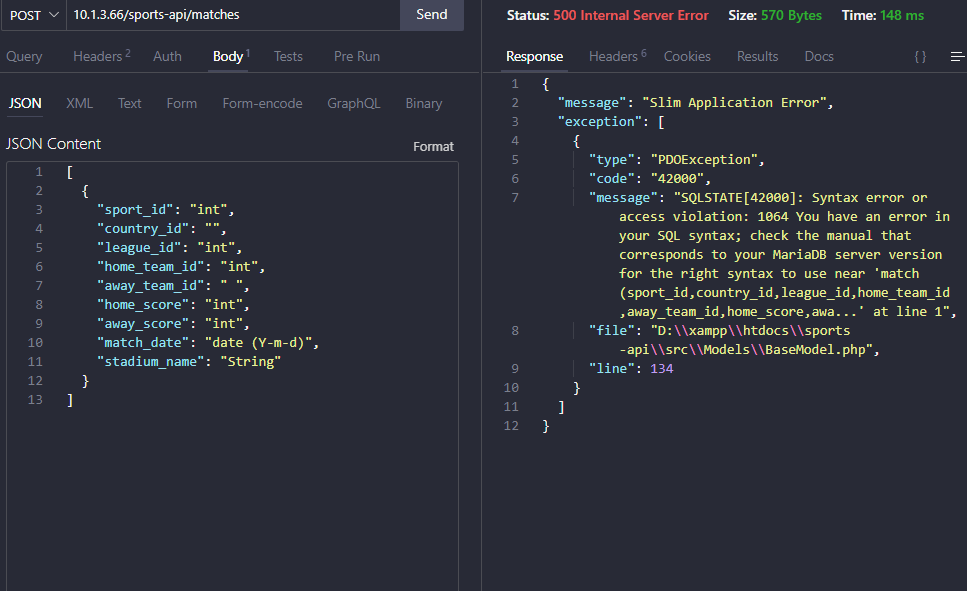 POST 10.1.3.66/sports-api/matches Send
Query Headers 2 Auth Body 1 Tests Pre Run
JSON XML Text Form Form-encode GraphQL Binary
JSON Content Format
1 [
2 {
3 "sport_id": "int",
4 "country_id": "",
5 "league_id": "int",
6 "home_team_id": "int",
7 "away_team_id": " ",
8 "home_score": "int",
9 "away_score": "int",
10 "match_date": "date (Y-m-d)",
11 "stadium_name": "String"
12 }
13 ]
Status: 500 Internal Server Error Size: 570 Bytes Time: 148 ms
Response Headers 6 Cookies Results Docs { }
1 {
2 "message": "Slim Application Error",
3 "exception": [
4 {
5 "type": "PDOException",
6 "code": "42000",
7 "message": "SQLSTATE[42000]: Syntax error or
access violation: 1064 You have an error in
your SQL syntax; check the manual that
corresponds to your MariaDB server version
for the right syntax to use near 'match
(sport_id,country_id,league_id,home_team_id
,away_team_id,home_score,awa...' at line 1",
8 "file": "D:\\xampp\\htdocs\\sports
-api\\src\\Models\\BaseModel.php",
9 "line": 134
10 }
11 ]
12 }